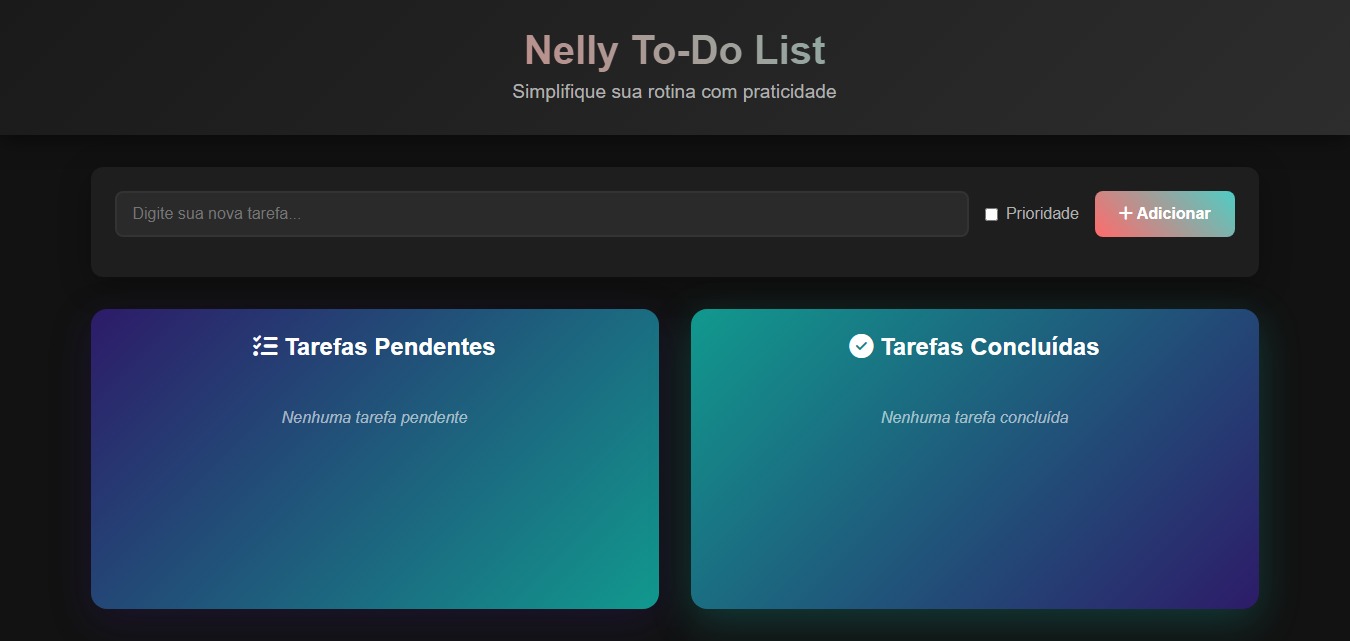 Nelly To-Do List
Simplifique sua rotina com praticidade
Digite sua nova tarefa...
Prioridade
+ Adicionar
Tarefas Pendentes
Tarefas Concluídas
Nenhuma tarefa pendente
Nenhuma tarefa concluída